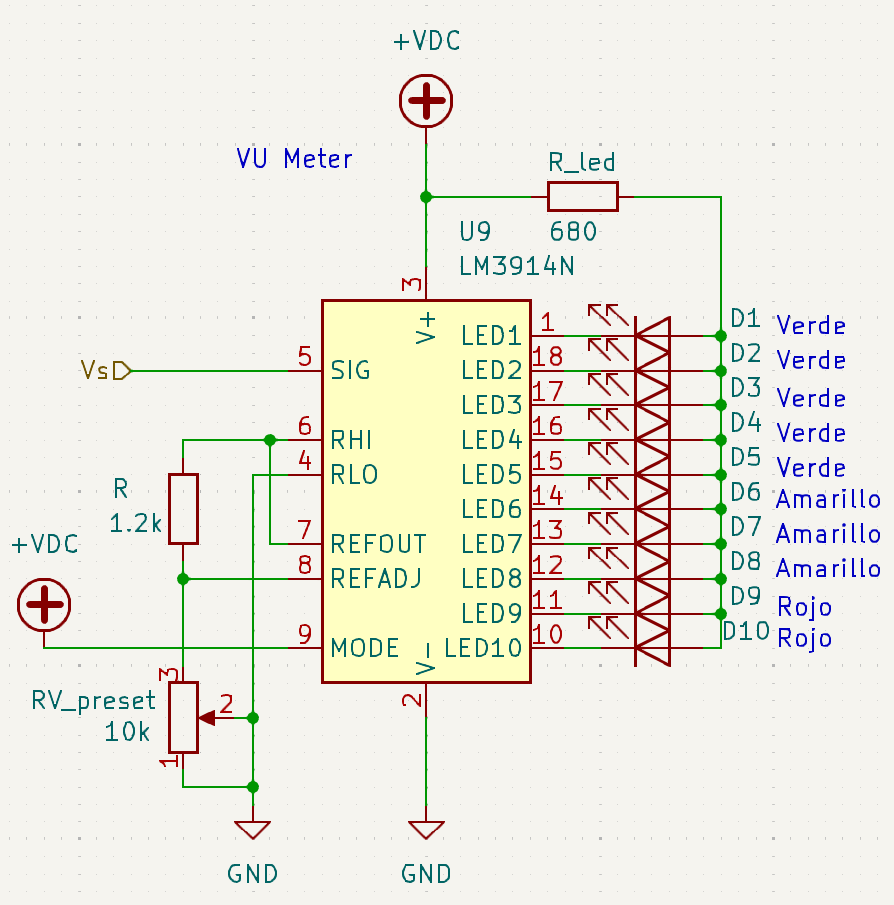 +VDC
VU Meter
R_led
680
U9
LM3914N
3
V+
LED1
1
D1
Verde
Vs
5
SIG
LED2
18
D2
Verde
LED3
17
D3
Verde
6
RHI
LED4
16
D4
Verde
4
RLO
LED5
15
D5
Verde
R
1.2k
LED6
14
D6
Amarillo
+VDC
7
REFOUT
LED7
13
D7
Amarillo
8
REFADJ
LED8
12
D8
Amarillo
LED9
11
D9
Rojo
9
MODE
V-
LED10
10
D10
Rojo
RV_preset
10k
3
2
1
2
GND
GND